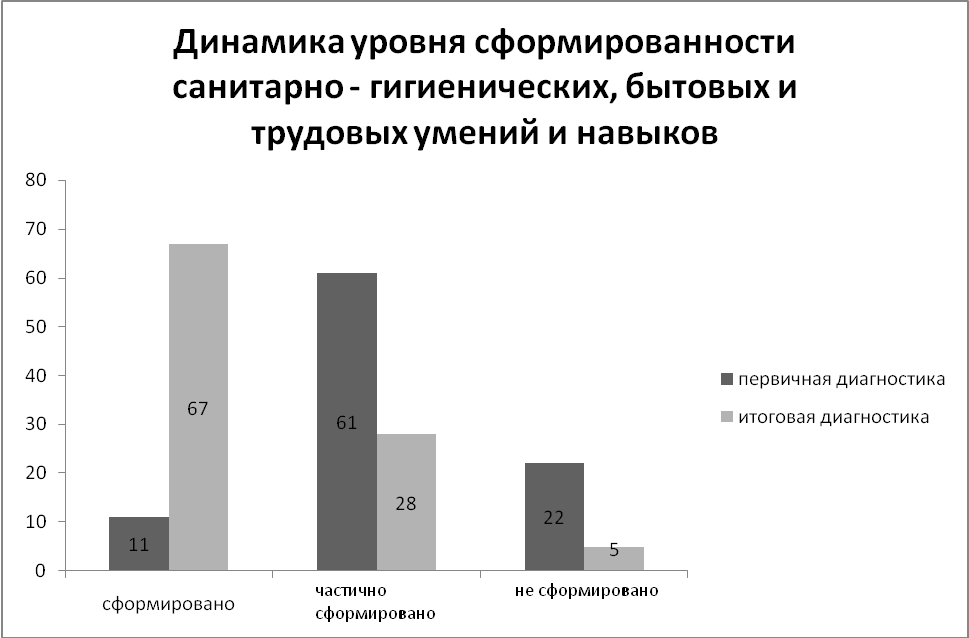 Динамика уровня сформированности
санитарно - гигиенических, бытовых и
трудовых умений и навыков
80
70
60
50
40
30
20
10
0
11
67
61
28
22
5
сформировано
частично
сформировано
не сформировано
первичная диагностика
итоговая диагностика